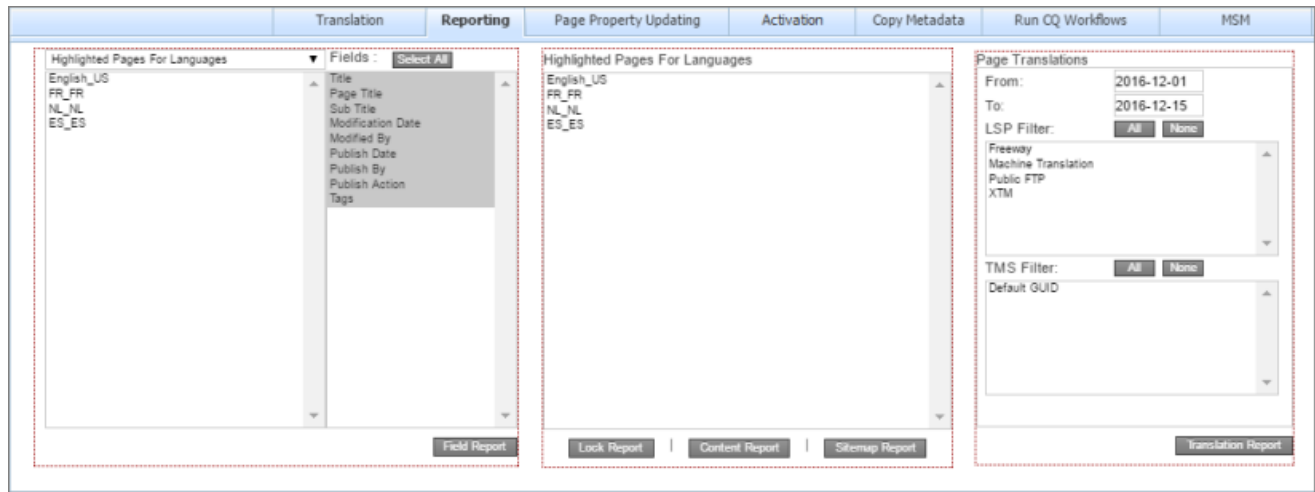 Translation Reporting Page Property Updating Activation Copy Metadata Run CQ Workflows MSM
Highlighted Pages For Languages
English_US
FR_FR
NL_NL
ES_ES
Fields : Select All
Title
Page Title
Sub Title
Modification Date
Modified By
Publish Date
Publish By
Publish Action
Tags
Field Report
Highlighted Pages For Languages
English_US
FR_FR
NL_NL
ES_ES
Lock Report | Content Report | Sitemap Report
Page Translations
From: 2016-12-01
To: 2016-12-15
LSP Filter: All None
Freeway
Machine Translation
Public FTP
XTM
TMS Filter: All None
Default GUID
Translation Report